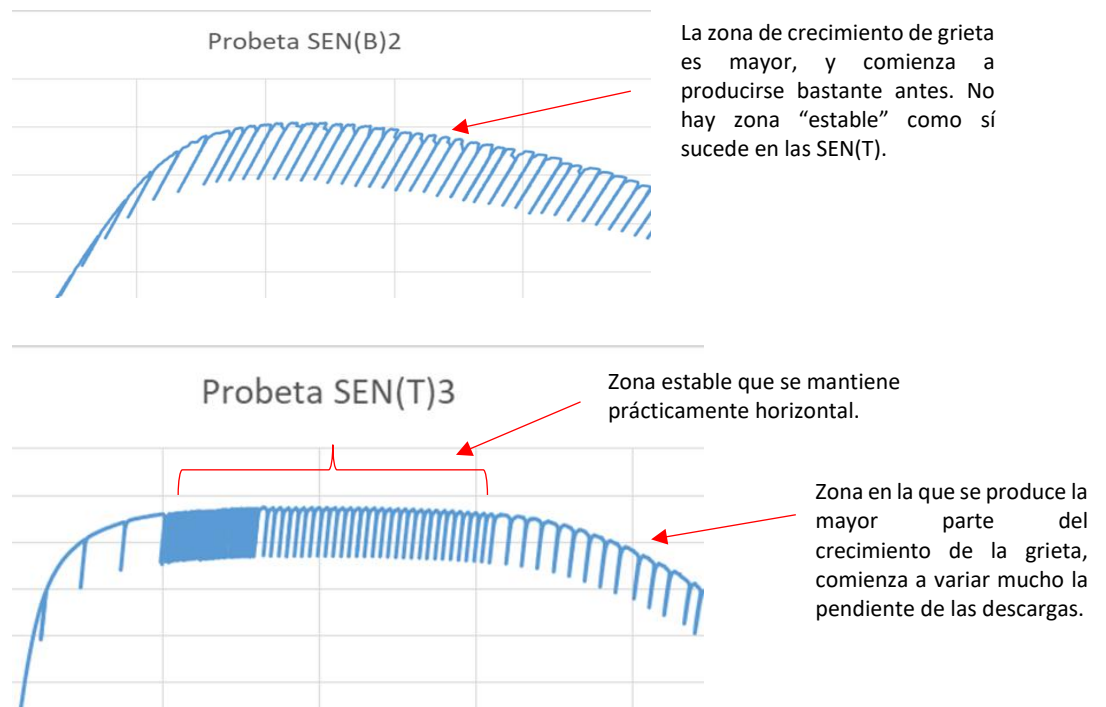 Probeta SEN(B)2
La zona de crecimiento de grieta
es mayor, y comienza a
producirse bastante antes. No
hay zona “estable” como sí
sucede en las SEN(T).
Probeta SEN(T)3
Zona estable que se mantiene
prácticamente horizontal.
Zona en la que se produce la
mayor parte del
crecimiento de la grieta,
comienza a variar mucho la
pendiente de las descargas.